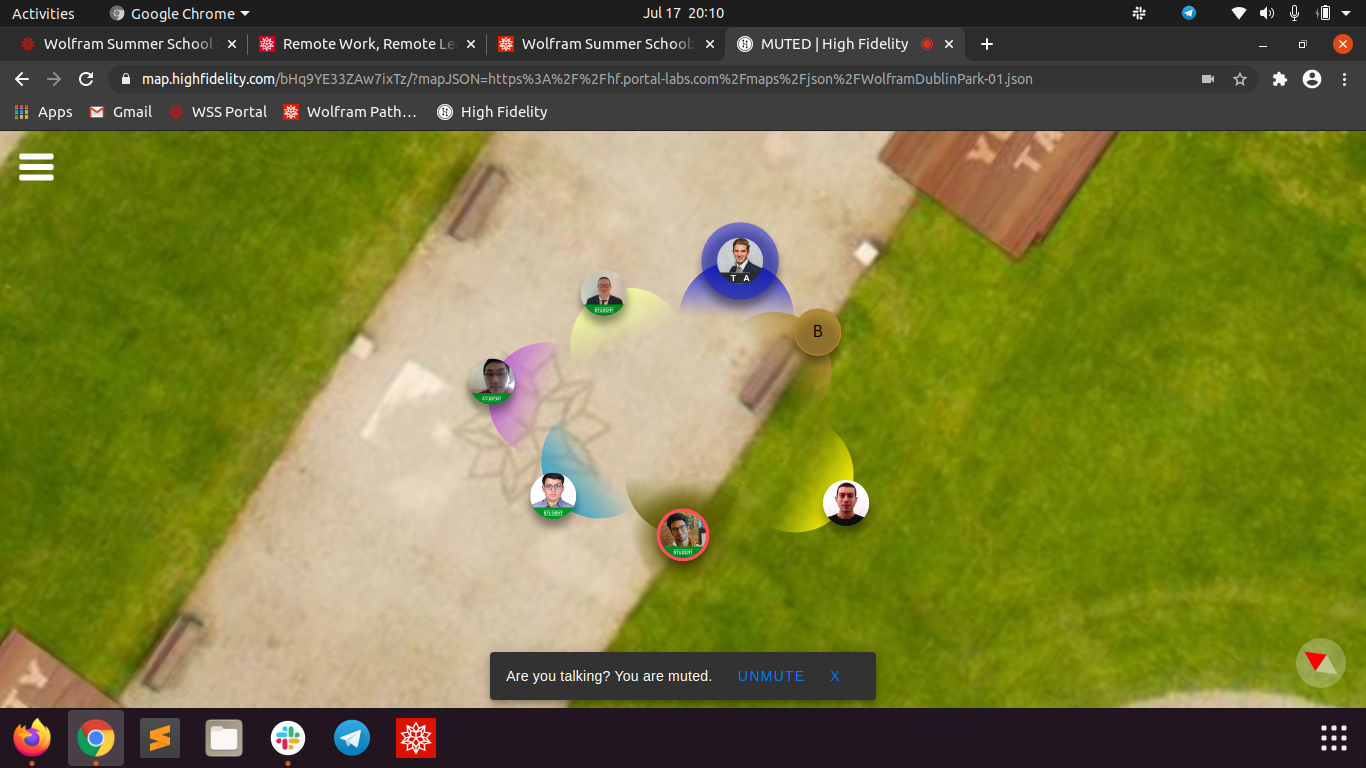 Activities
Google Chrome
Jul 17 20:10
Wolfram Summer School
Remote Work, Remote Le
Wolfram Summer School:
MUTED | High Fidelity
map.highfidelity.com/bHq9YE33ZAw7ixTz/?mapJSON=https%3A%2F%2Fhf.portal-labs.com%2Fmaps%2Fjson%2FWolframDublinPark-01.json
Apps
Gmail
WSS Portal
Wolfram Path…
High Fidelity
TA
T A
STUDENT
B
STUDENT
STUDENT
STUDENT
TY
Are you talking? You are muted. UNMUTE X